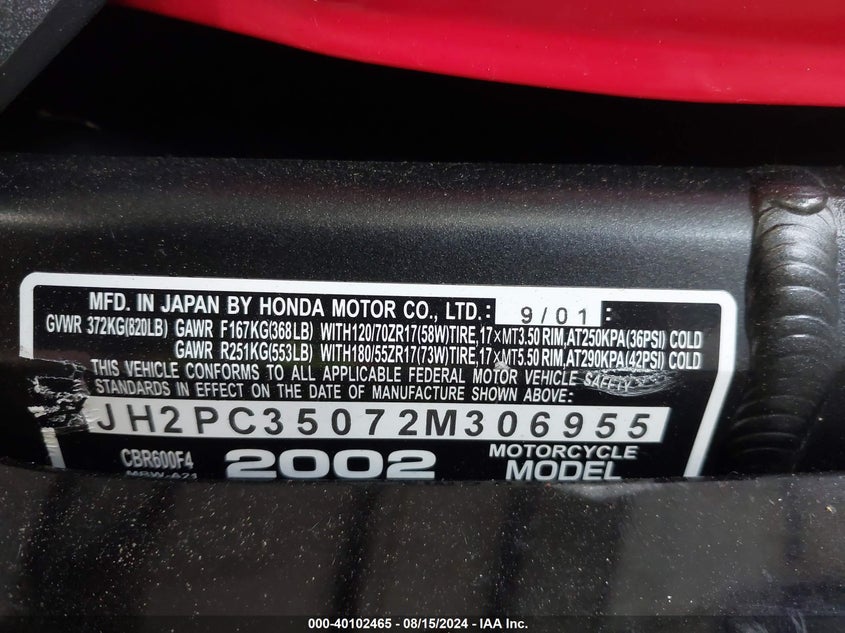 MFD. IN JAPAN BY HONDA MOTOR CO., LTD.: 9/01 :
GVWR 372KG(820LB) GAWR F167KG(368LB) WITH120/70ZR17(58W)TIRE,17×MT3.50 RIM,AT250KPA(36PSI) COLD
GAWR R251KG(553LB) WITH180/55ZR17(73W)TIRE,17×MT5.50 RIM,AT290KPA(42PSI) COLD
THIS VEHICLE CONFORMS TO ALL APPLICABLE FEDERAL MOTOR VEHICLE SAFETY
STANDARDS IN EFFECT ON THE DATE OF MANUFACTURE SHOWN ABOVE:
JH2PC35072M306955
CBR600F4 2002 MOTORCYCLE MODEL
000-40102465 - 08/15/2024 - IAA Inc.